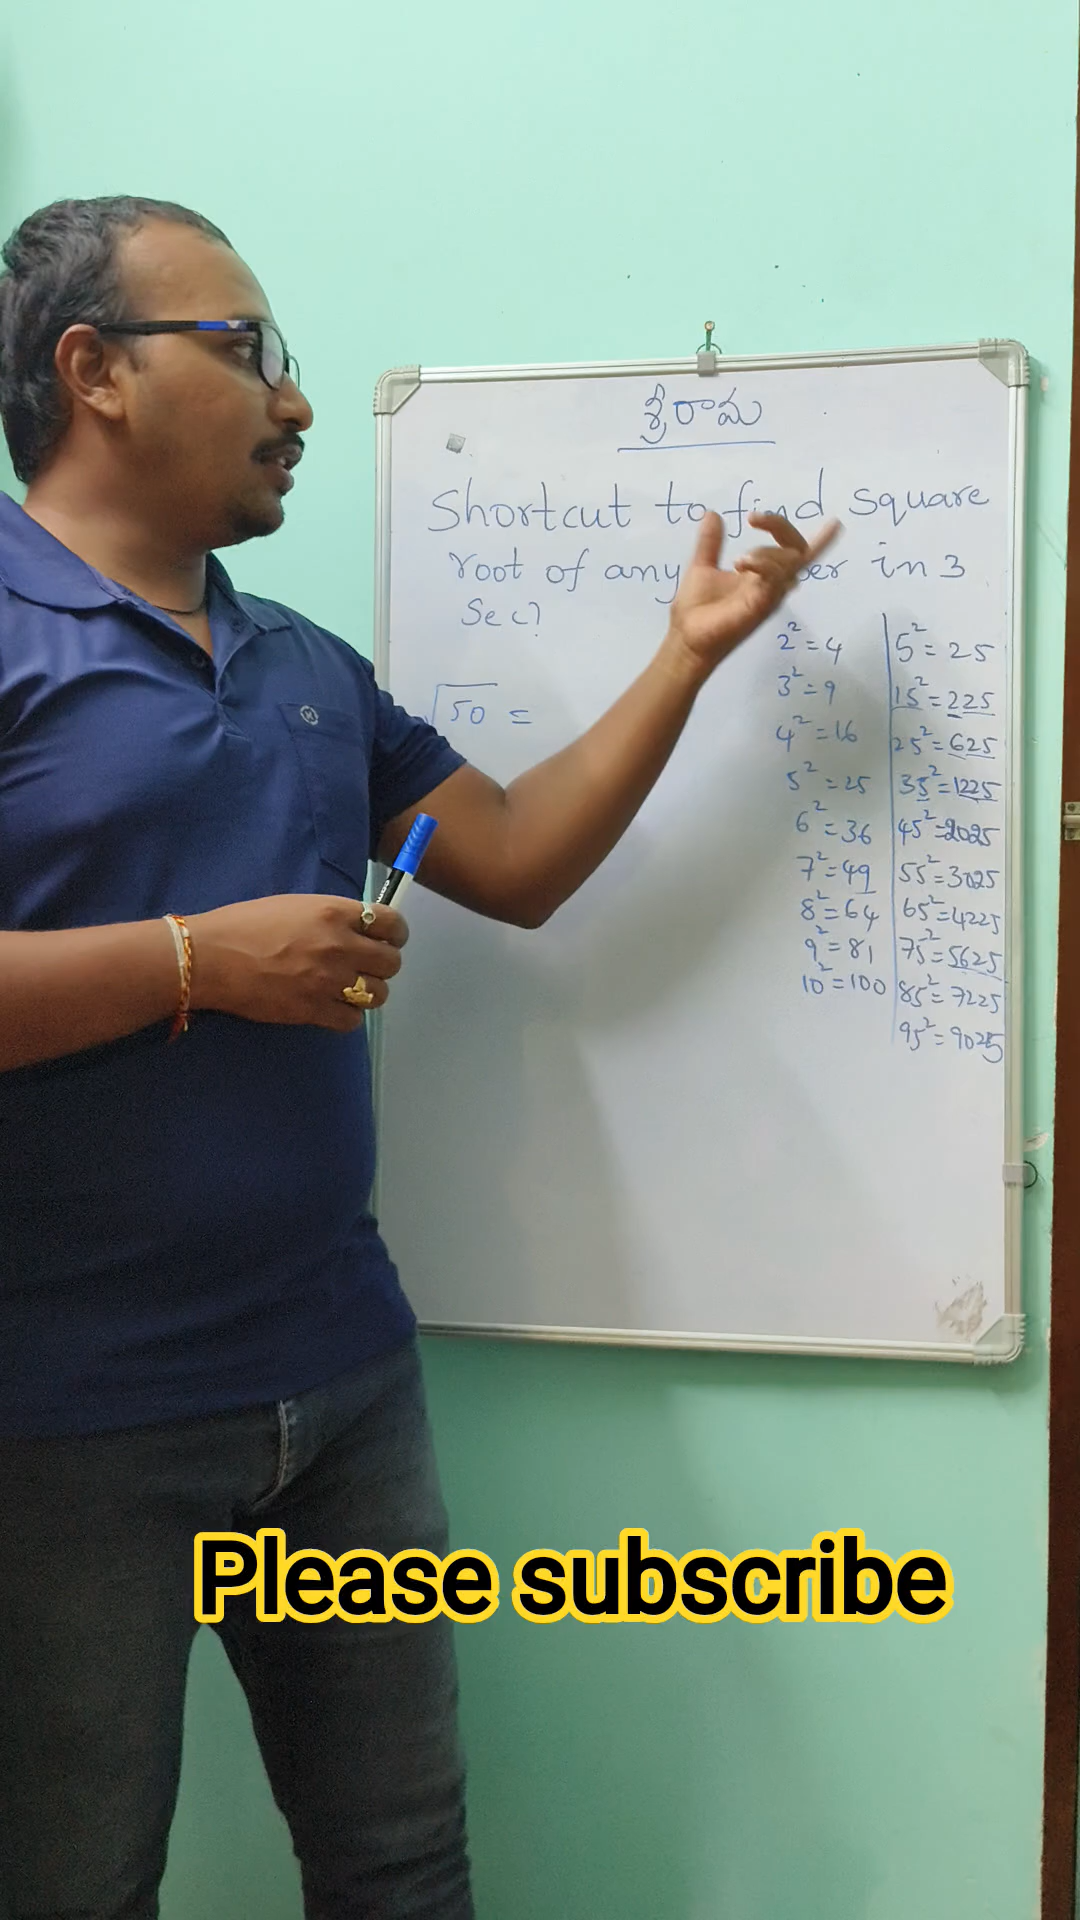 శ్రీరామ
Shortcut to find square
root of any in 3
Sec?
√50 =
2² = 4
3² = 9
4² = 16
5² = 25
6² = 36
7² = 49
8² = 64
9² = 81
10² = 100
5² = 25
15² = 225
25² = 625
35² = 1225
45² = 2025
55² = 3025
65² = 4225
75² = 5625
85² = 7225
95² = 9025
Please subscribe